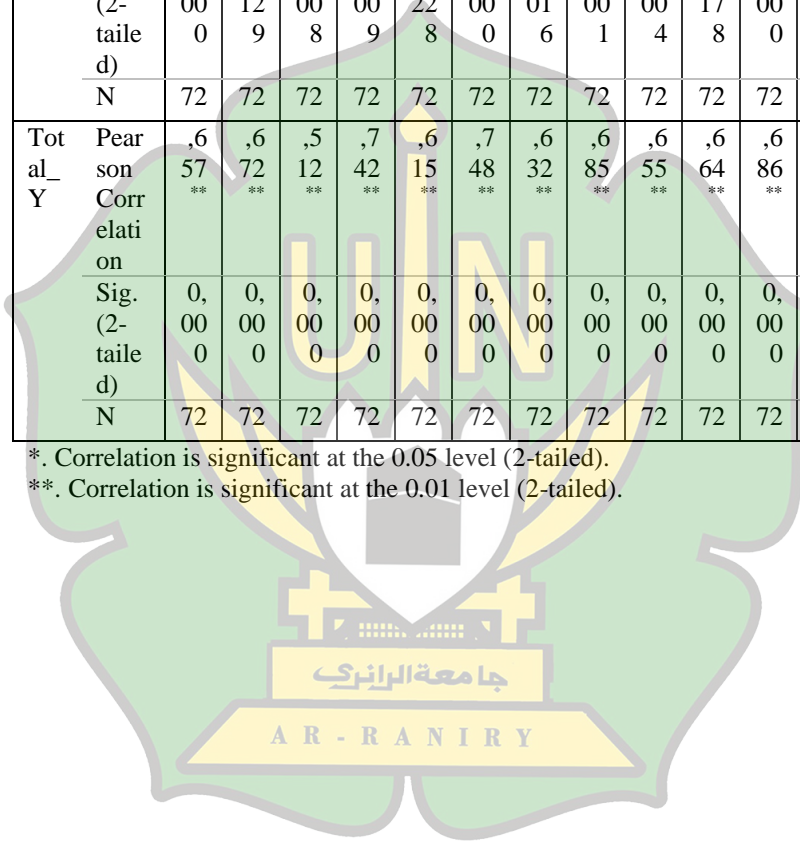 (2- 00 12 00 00 22 00 01 00 00 17 00
taile 0 9 8 9 8 0 6 1 4 8 0
d)
N 72 72 72 72 72 72 72 72 72 72 72
Tot Pear ,6 ,6 ,5 ,7 ,6 ,7 ,6 ,6 ,6 ,6 ,6
al_ son 57 72 12 42 15 48 32 85 55 64 86
Y Corr ** ** ** ** ** ** ** ** ** ** **
elati
on
Sig. 0, 0, 0, 0, 0, 0, 0, 0, 0, 0, 0,
(2- 00 00 00 00 00 00 00 00 00 00 00
taile 0 0 0 0 0 0 0 0 0 0 0
d)
N 72 72 72 72 72 72 72 72 72 72 72
*. Correlation is significant at the 0.05 level (2-tailed).
**. Correlation is significant at the 0.01 level (2-tailed).
UIN
جامعةالرانري
AR-RANIRY